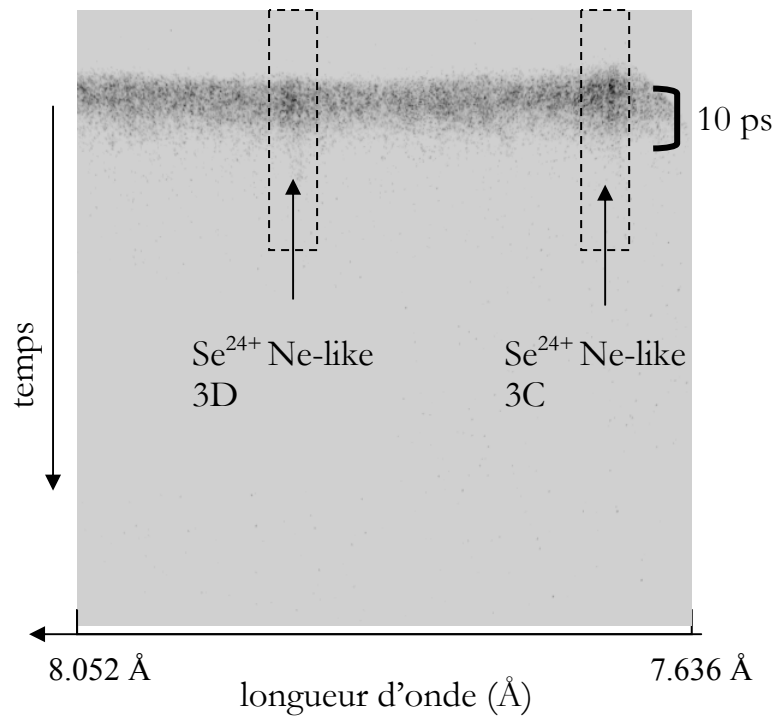 10 ps
Se²⁴⁺ Ne-like
3D
Se²⁴⁺ Ne-like
3C
temps
8.052 Å
7.636 Å
longueur d'onde (Å)